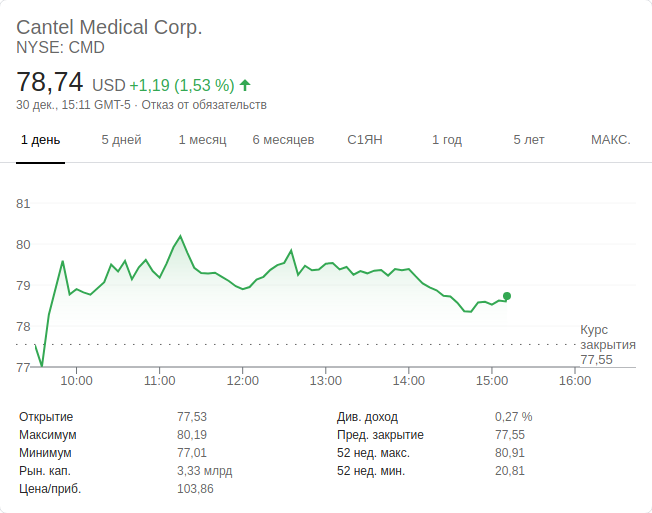 Cantel Medical Corp.
NYSE: CMD
78,74 USD +1,19 (1,53 %)
30 дек., 15:11 GMT-5 · Отказ от обязательств
1 день 5 дней 1 месяц 6 месяцев С1ЯН 1 год 5 лет МАКС.
81
80
79
78
Курс
закрытия
77,55
77
10:00 11:00 12:00 13:00 14:00 15:00 16:00
Открытие 77,53 Див. доход 0,27 %
Максимум 80,19 Пред. закрытие 77,55
Минимум 77,01 52 нед. макс. 80,91
Рын. кап. 3,33 млрд 52 нед. мин. 20,81
Цена/приб. 103,86